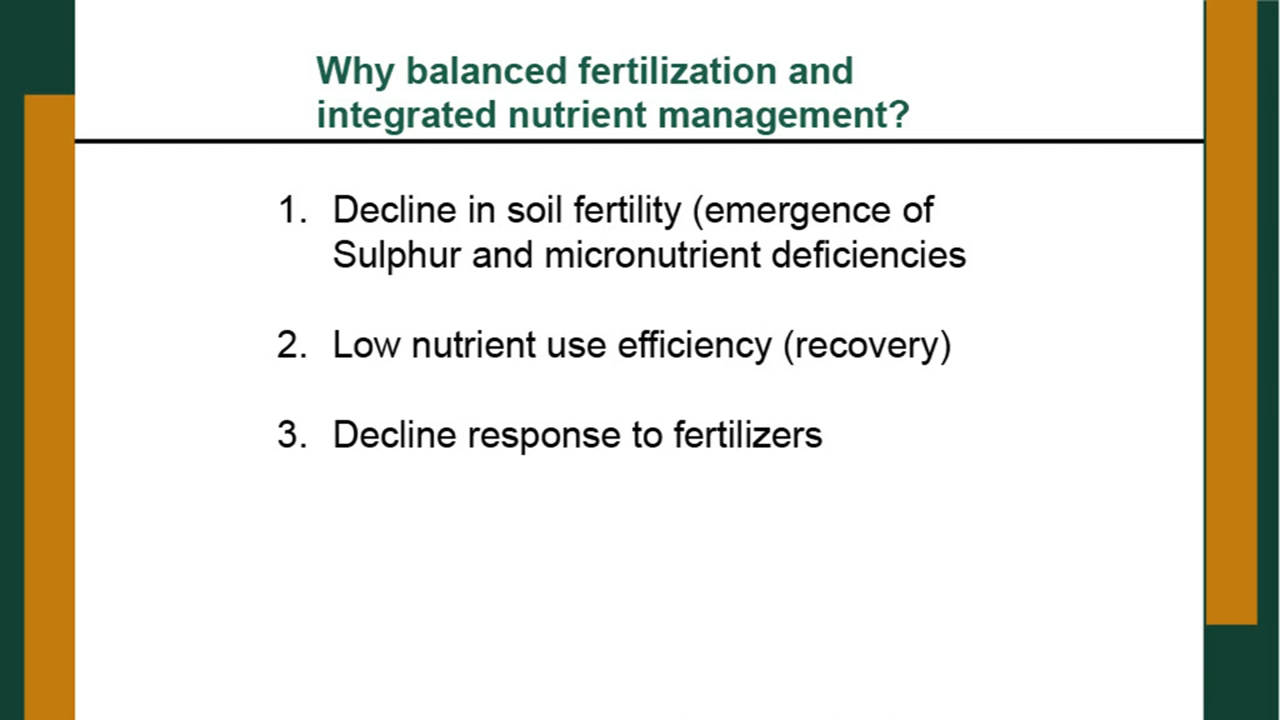 Why balanced fertilization and
integrated nutrient management?
1. Decline in soil fertility (emergence of
Sulphur and micronutrient deficiencies
2. Low nutrient use efficiency (recovery)
3. Decline response to fertilizers